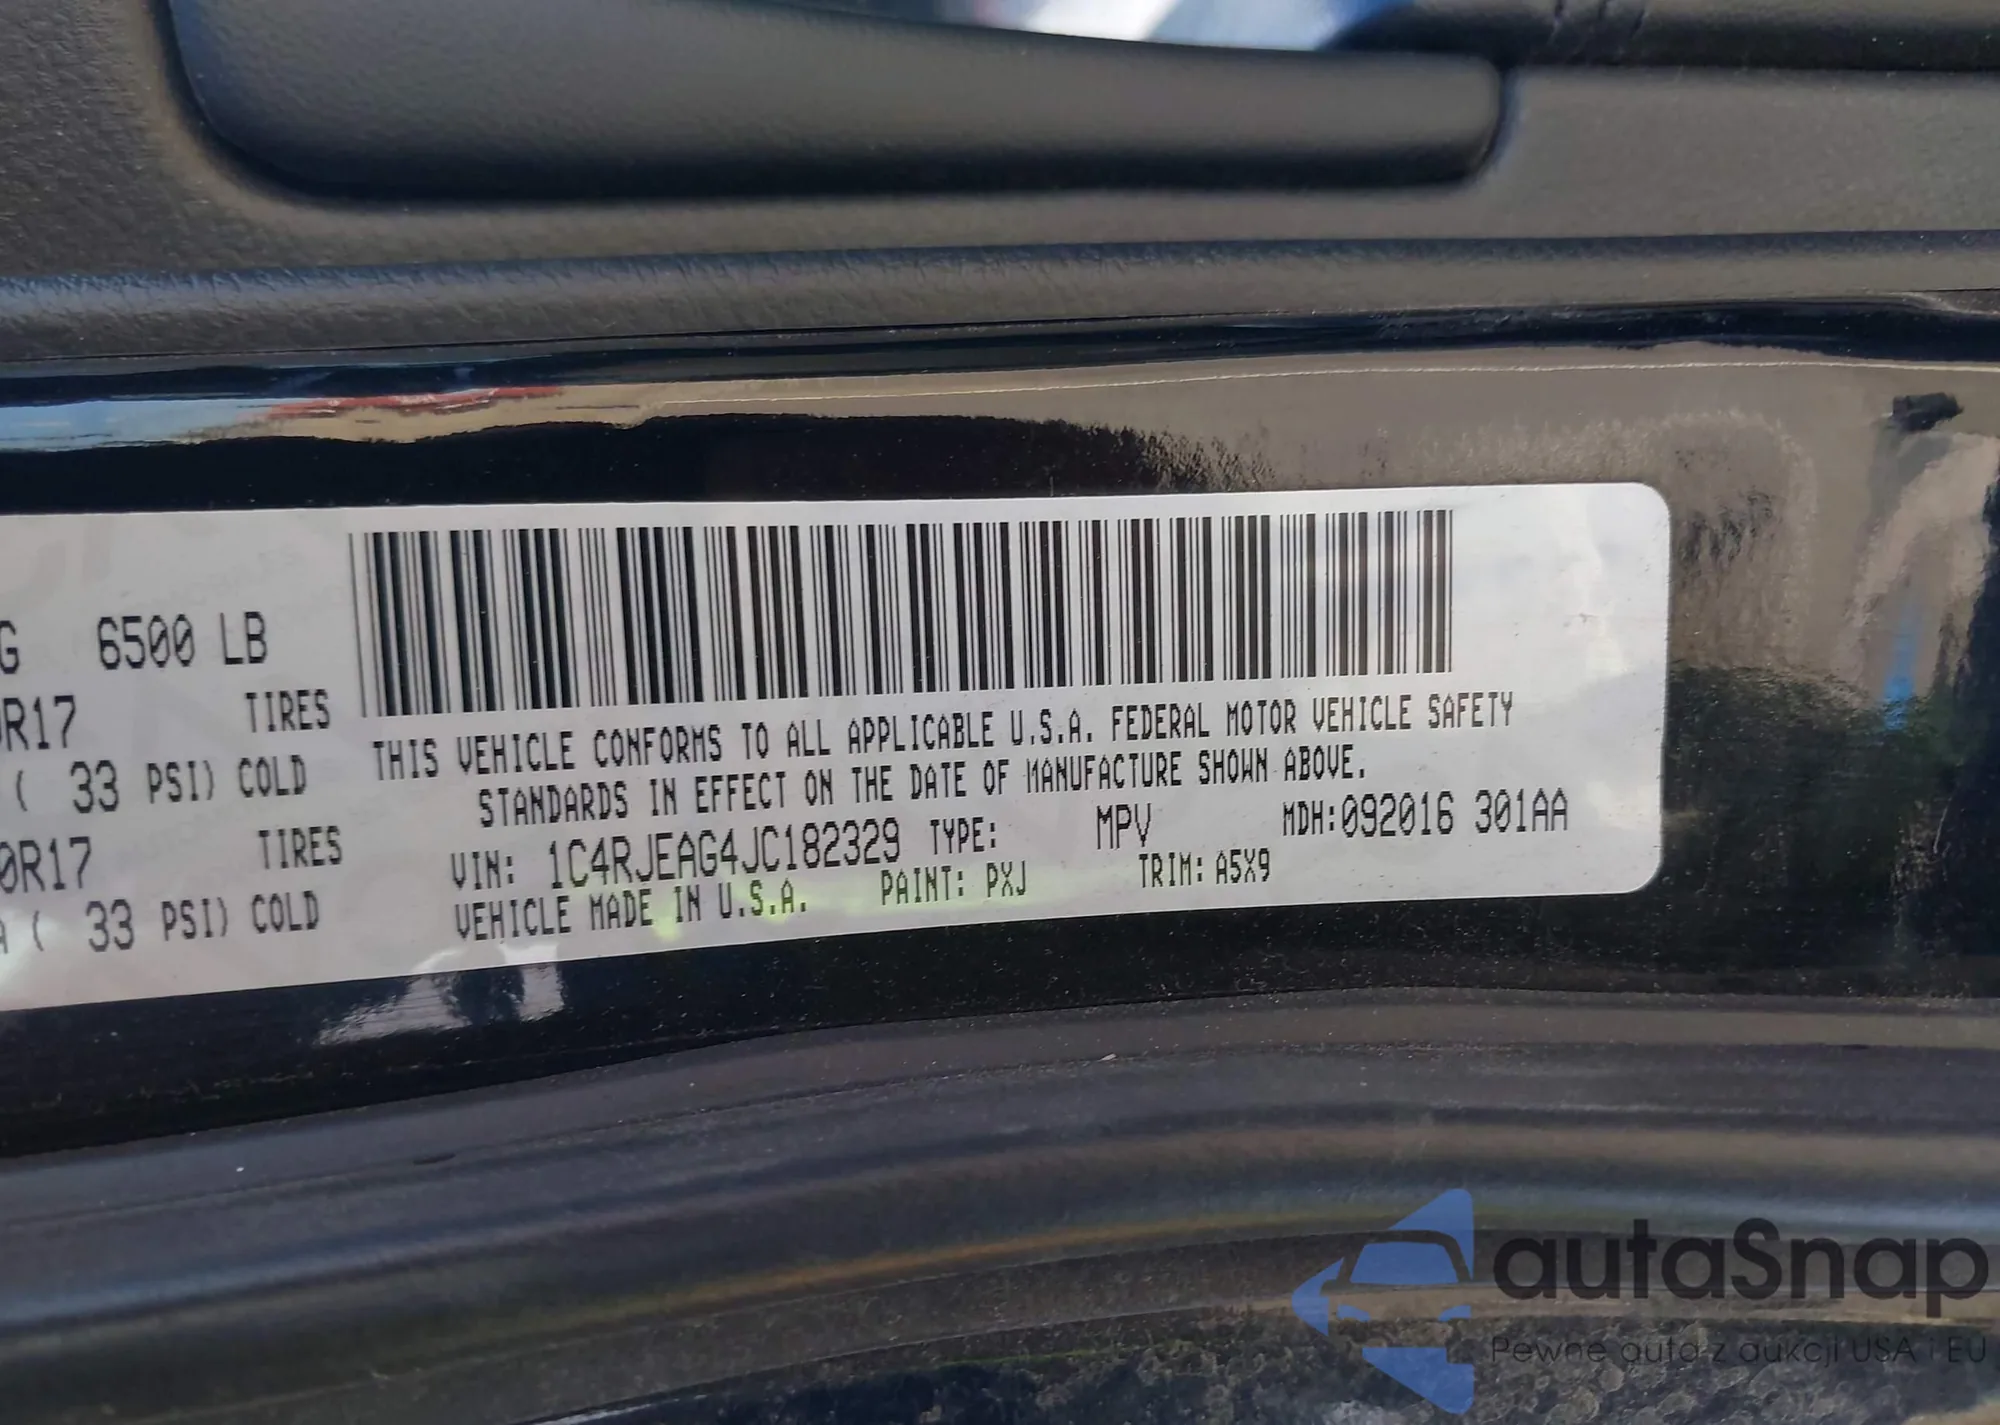 G 6500 LB
0R17 TIRES
( 33 PSI) COLD
0R17 TIRES
A ( 33 PSI) COLD
THIS VEHICLE CONFORMS TO ALL APPLICABLE U.S.A. FEDERAL MOTOR VEHICLE SAFETY
STANDARDS IN EFFECT ON THE DATE OF MANUFACTURE SHOWN ABOVE.
VIN: 1C4RJEAG4JC182329 TYPE: MPV MDH:092016 301AA
VEHICLE MADE IN U.S.A. PAINT: PXJ TRIM: A5X9
autaSnap
Pewne auta z aukcji USA i EU